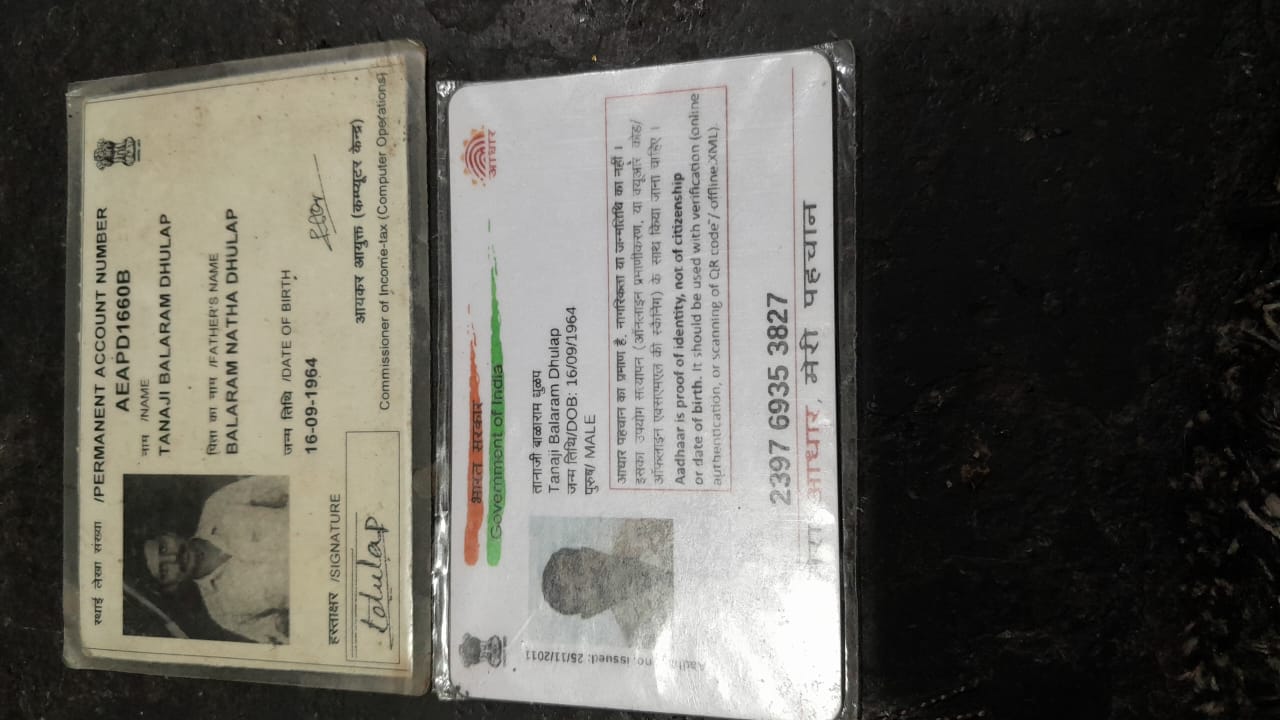 स्थाई लेखा संख्या /PERMANENT ACCOUNT NUMBER
AEAPD1660B
नाम /NAME
TANAJI BALARAM DHULAP
पिता का नाम /FATHER'S NAME
BALARAM NATHA DHULAP
जन्म तिथि /DATE OF BIRTH
16-09-1964
हस्ताक्षर /SIGNATURE
आयकर आयुक्त (कम्प्यूटर केन्द्र)
Commissioner of Income-tax (Computer Operations)
भारत सरकार
Government of India
आधार
तानाजी बाळाराम धुळप
Tanaji Balaram Dhulap
जन्म तिथि/DOB: 16/09/1964
पुरुष/ MALE
no. issued: 25/11/2011
आधार पहचान का प्रमाण है, नागरिकता या जन्मतिथि का नहीं ।
इसका उपयोग सत्यापन (ऑनलाइन प्रमाणीकरण, या क्यूआर कोड/
ऑफलाइन एक्सएमएल की स्कैनिंग) के साथ किया जाना चाहिए ।
Aadhaar is proof of identity, not of citizenship
or date of birth. It should be used with verification (online
authentication, or scanning of QR code / offline XML).
2397 6935 3827
आधार, मेरी पहचान